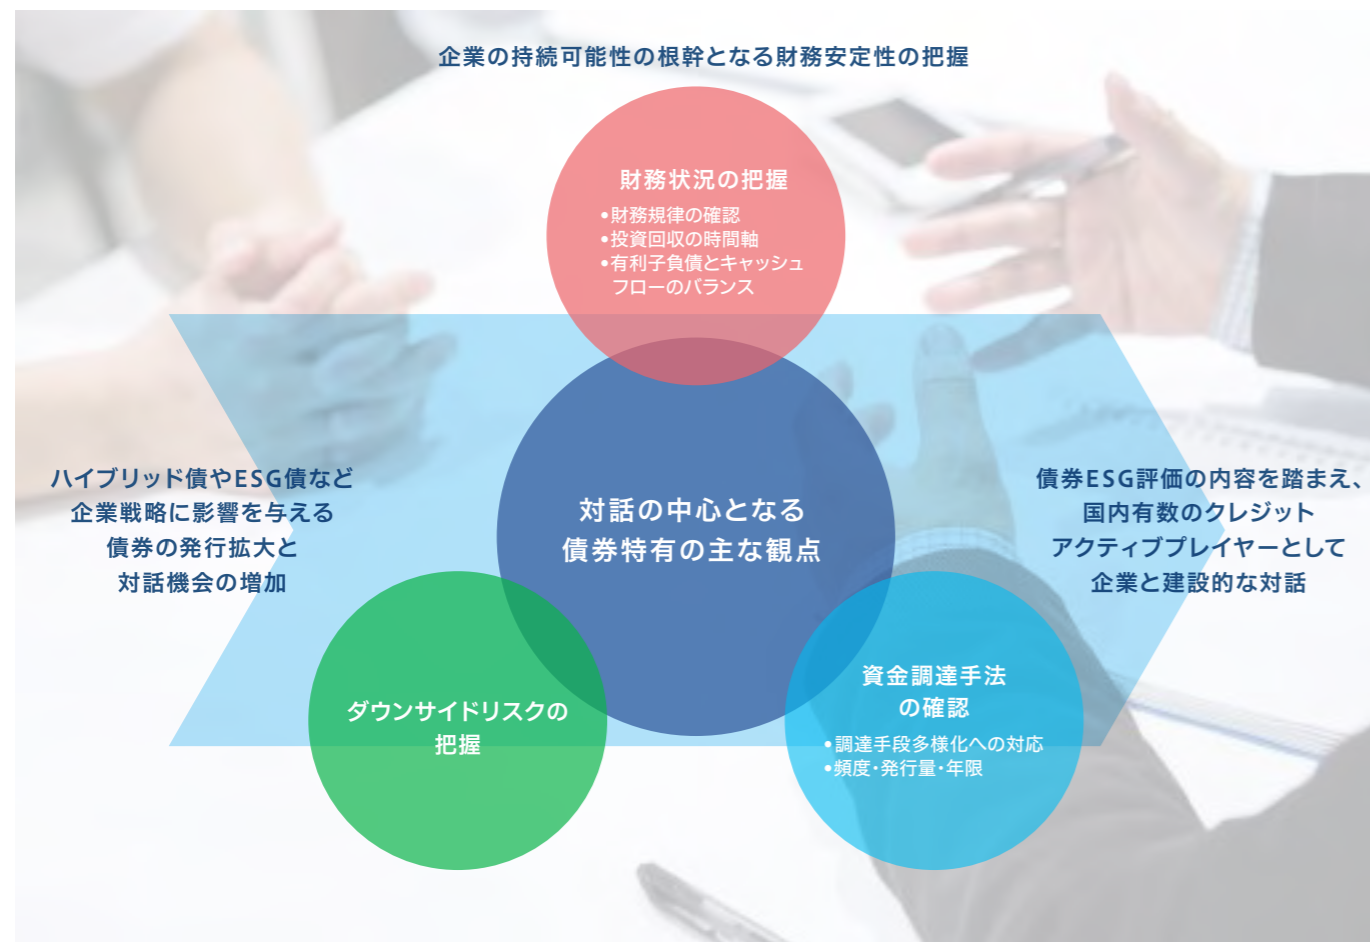 企業の持続可能性の根幹となる財務安定性の把握
財務状況の把握
•財務規律の確認
•投資回収の時間軸
•有利子負債とキャッシュ
フローのバランス
ハイブリッド債やESG債など
企業戦略に影響を与える
債券の発行拡大と
対話機会の増加
対話の中心となる
債券特有の主な観点
債券ESG評価の内容を踏まえ、
国内有数のクレジット
アクティブプレイヤーとして
企業と建設的な対話
ダウンサイドリスクの
把握
資金調達手法
の確認
•調達手段多様化への対応
•頻度・発行量・年限